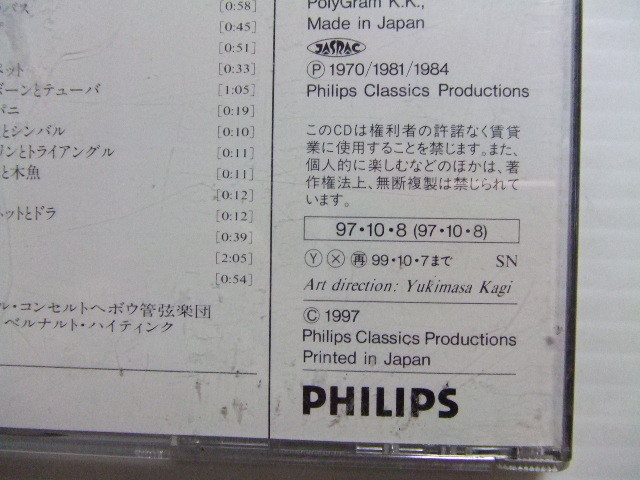 ラバス [0:58]
[0:45]
[0:51]
ネット [0:33]
ボーンとテューバ [1:05]
パニ [0:19]
とシンバル [0:10]
リンとトライアングル [0:11]
と木魚 [0:11]
[0:12]
ネットとドラ [0:12]
[0:39]
[2:05]
[0:54]
ル・コンセルトヘボウ管弦楽団
ベルナルト・ハイティンク
PolyGram K.K.,
Made in Japan
JASRAC
Ⓟ 1970/1981/1984
Philips Classics Productions
このCDは権利者の許諾なく賃貸
業に使用することを禁じます。また、
個人的に楽しむなどのほかは、著
作権法上、無断複製は禁じられて
います。
97・10・8 (97・10・8)
Ⓨ Ⓧ 再 99・10・7まで SN
Art direction: Yukimasa Kagi
Ⓒ 1997
Philips Classics Productions
Printed in Japan
PHILIPS